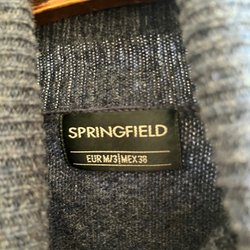 SPRINGFIELD
EUR M/3 | MEX 38